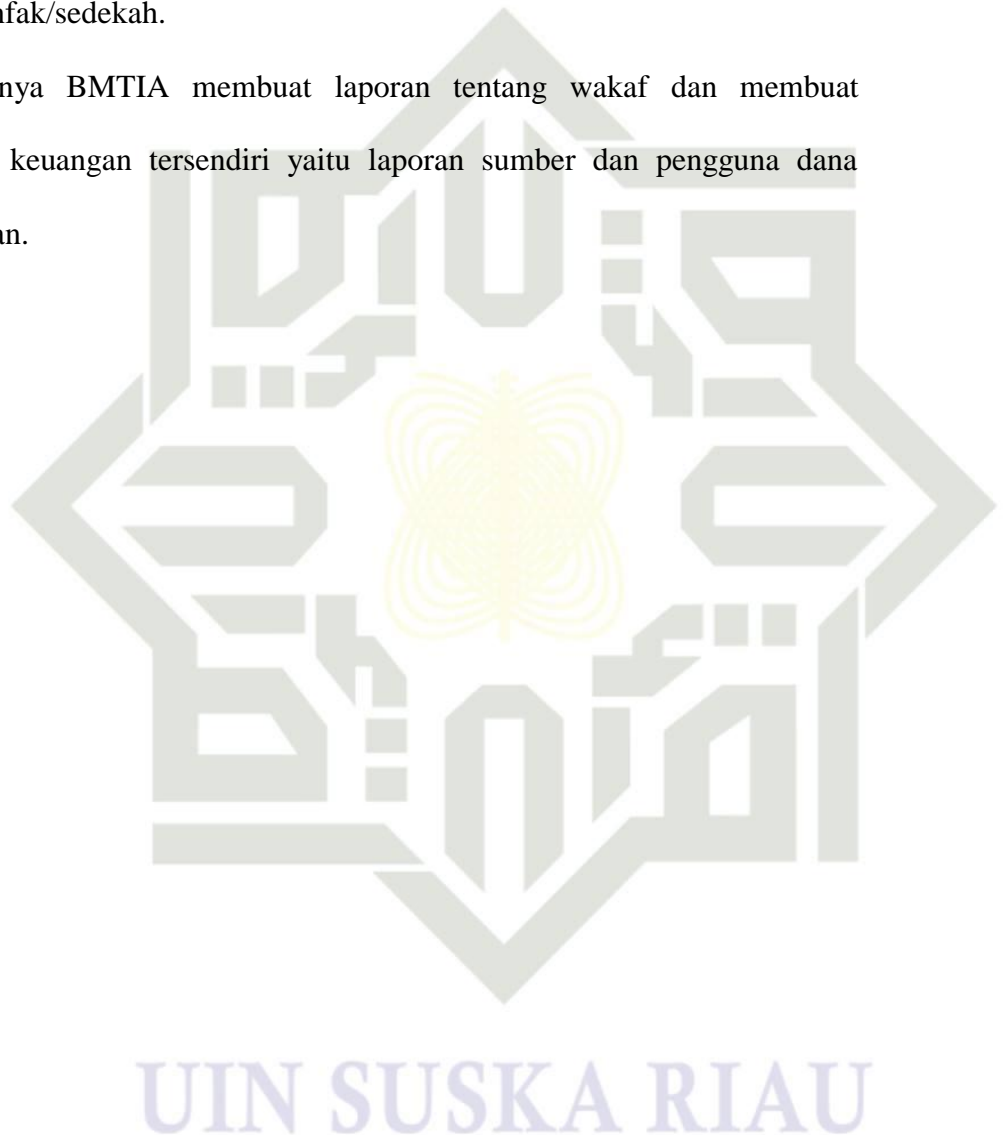 nfak/sedekah.
nya BMTIA membuat laporan tentang wakaf dan membuat
keuangan tersendiri yaitu laporan sumber dan pengguna dana
an.
UIN SUSKA RIAU